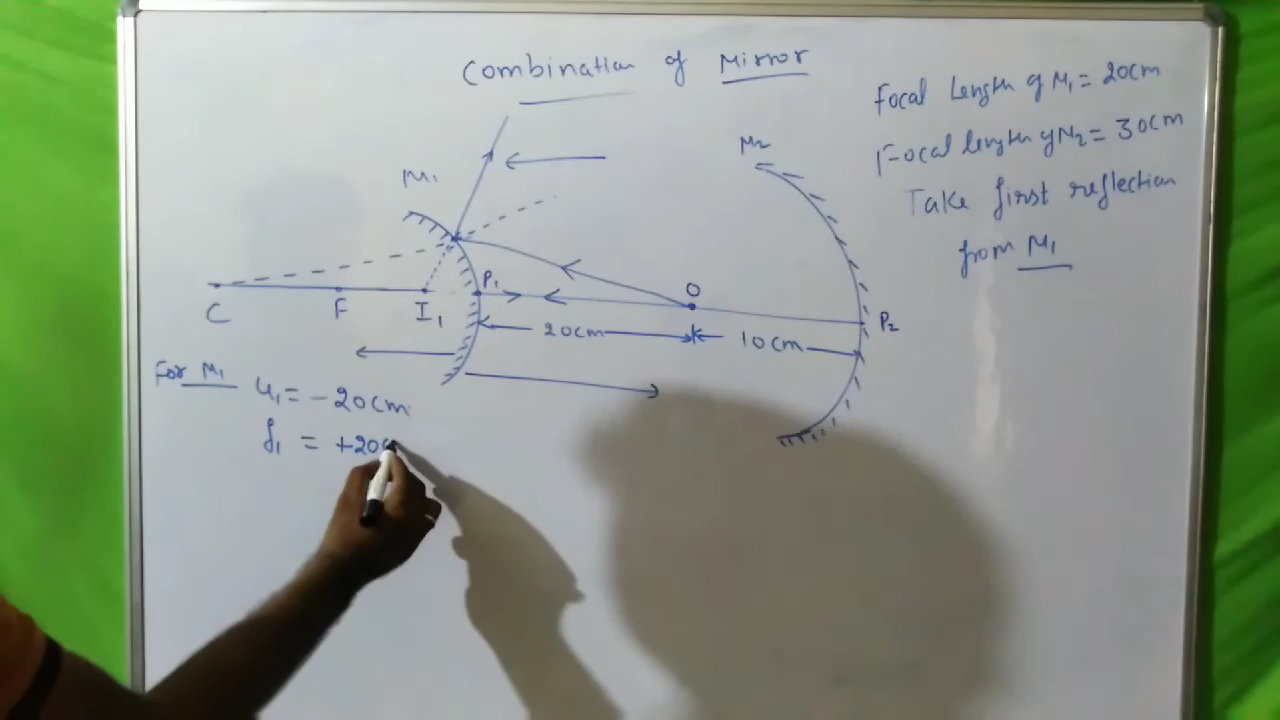 Combination of Mirror
Focal Length of M1 = 20cm
Focal length of M2 = 30cm
Take first reflection
from M1
M2
M1
P1
O
C
F
I1
P2
20cm
10cm
For M1
u1 = -20cm
f1 = +20c